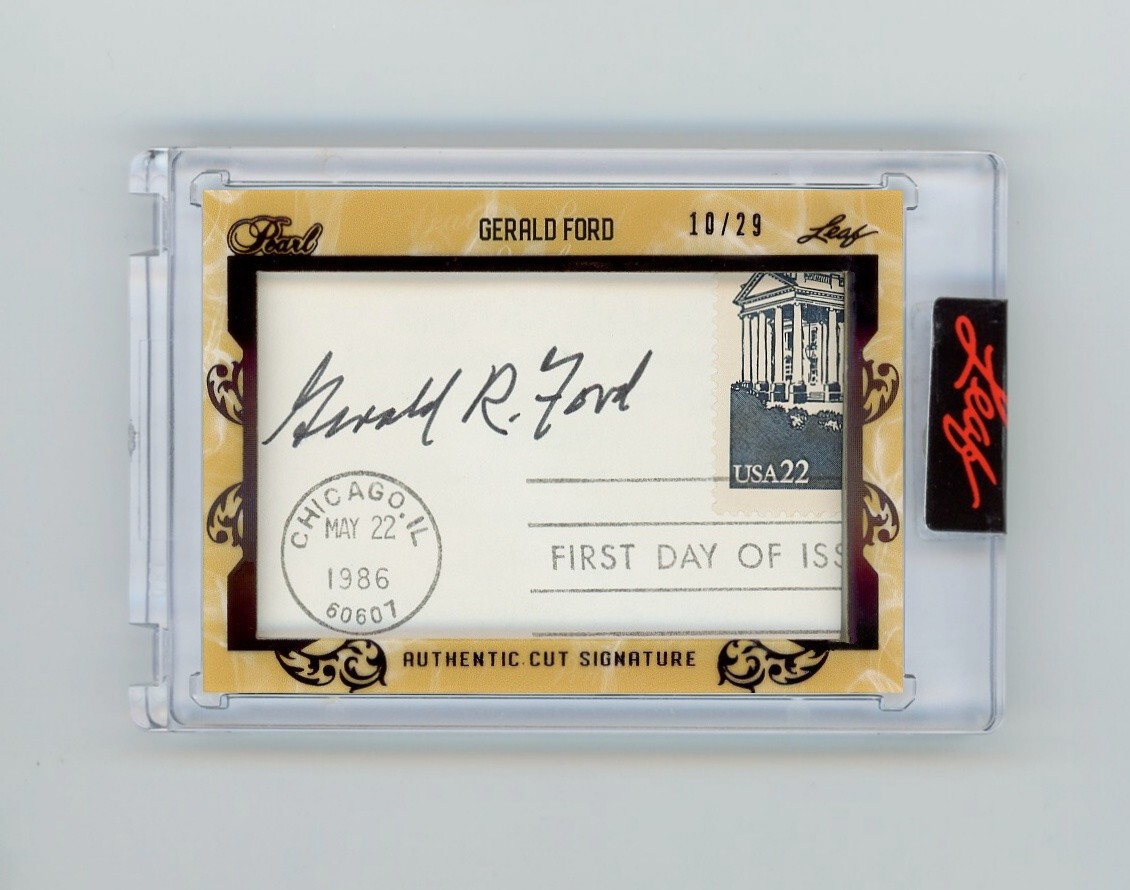 Pearl
GERALD FORD
10/29
Leaf
Gerald R. Ford
USA22
CHICAGO.IL
MAY 22
1986
60607
FIRST DAY OF ISS
AUTHENTIC CUT SIGNATURE
Leaf